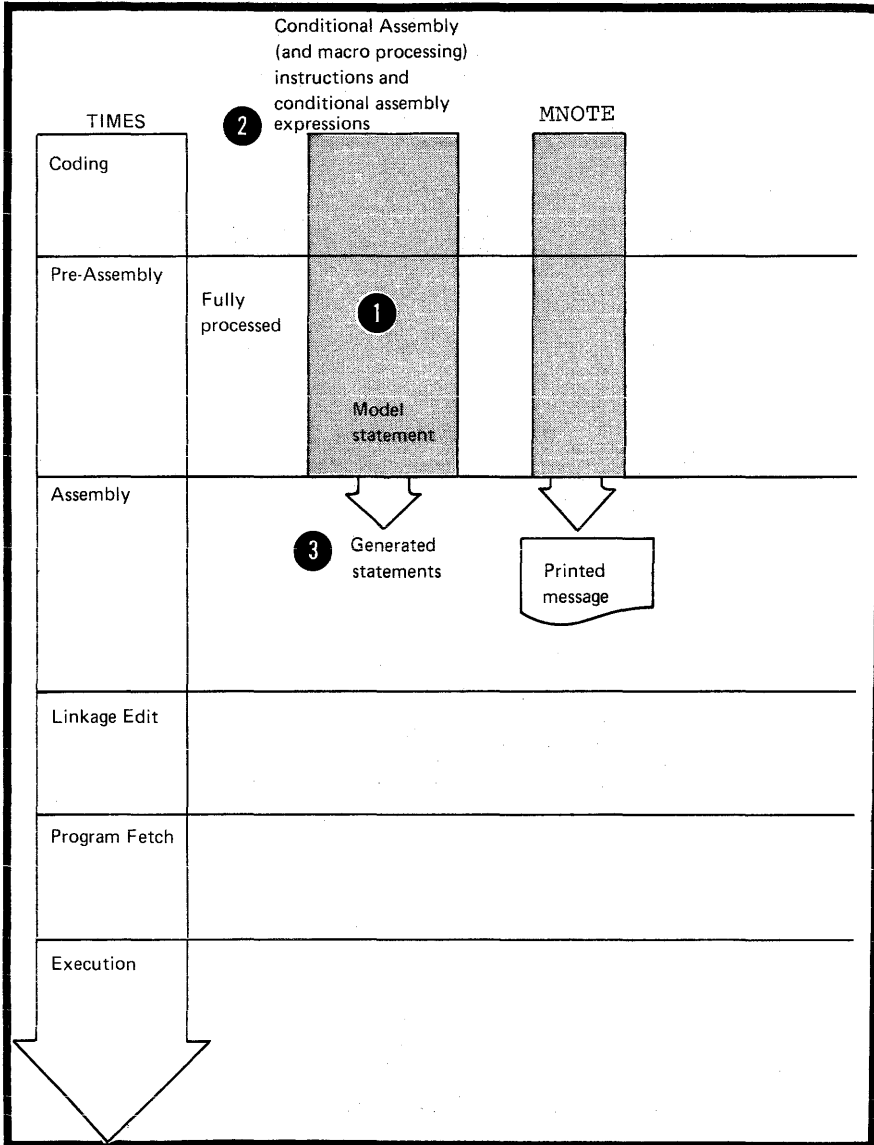 Conditional Assembly
(and macro processing)
instructions and
conditional assembly
expressions
2
TIMES
MNOTE
Coding
Pre-Assembly
Fully
processed
1
Model
statement
Assembly
3
Generated
statements
Printed
message
Linkage Edit
Program Fetch
Execution